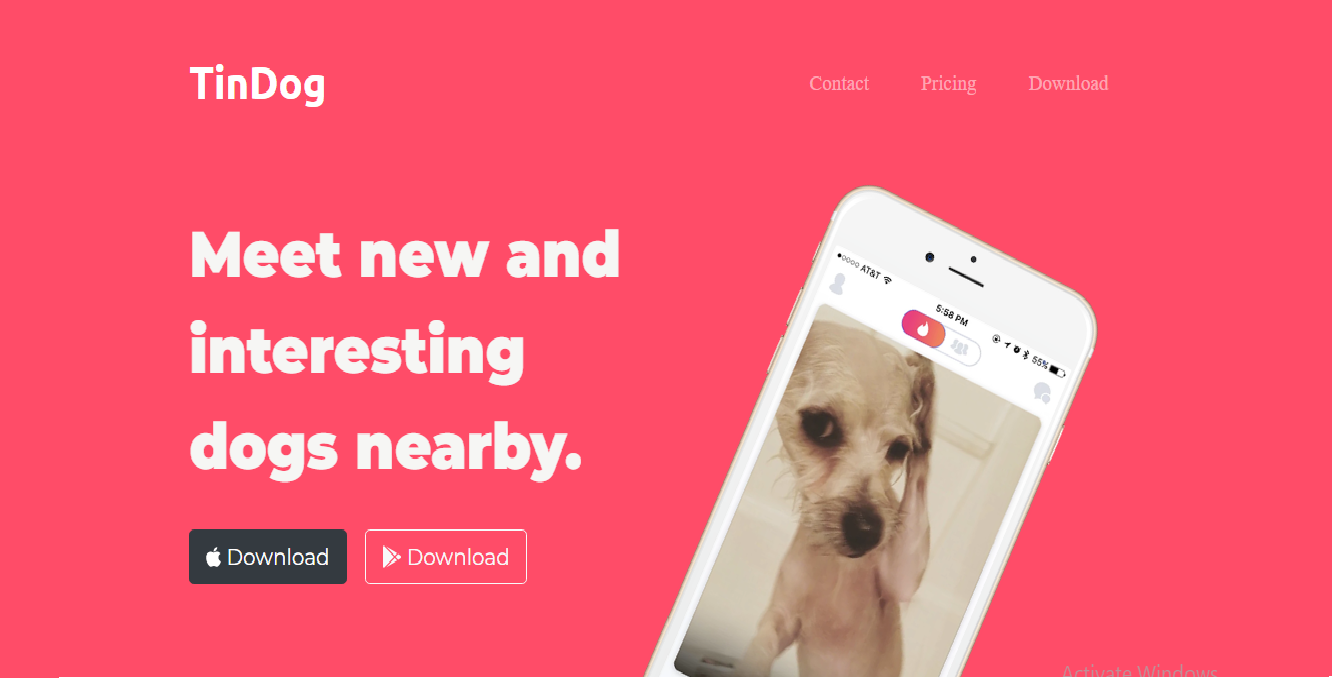 TinDog
Contact Pricing Download
Meet new and
interesting
dogs nearby.
Download Download
●○○○○ AT&T
5:58 PM
55%
Activate Windows